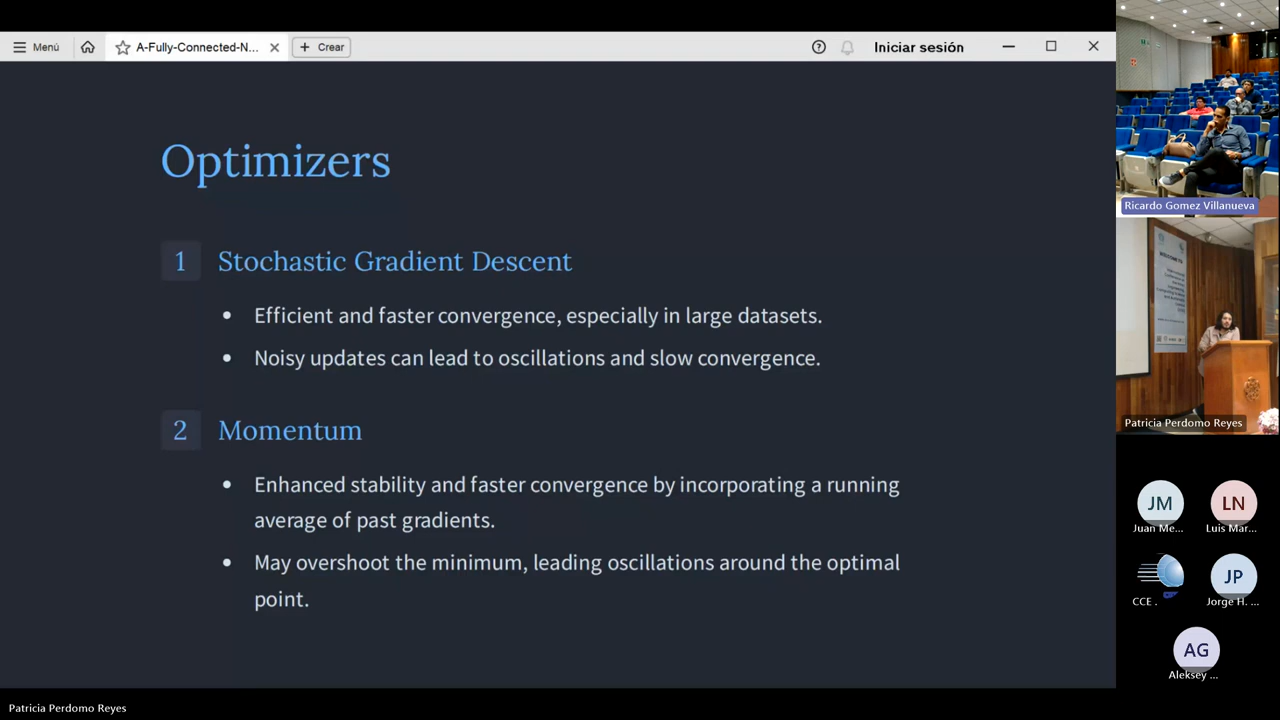 Menú
A-Fully-Connected-N...
Crear
Iniciar sesión
Optimizers
1 Stochastic Gradient Descent
• Efficient and faster convergence, especially in large datasets.
• Noisy updates can lead to oscillations and slow convergence.
2 Momentum
• Enhanced stability and faster convergence by incorporating a running
average of past gradients.
• May overshoot the minimum, leading oscillations around the optimal
point.
Ricardo Gomez Villanueva
Patricia Perdomo Reyes
JM
Juan Me...
LN
Luis Mar...
CCE .
JP
Jorge H. ...
AG
Aleksey ...
Patricia Perdomo Reyes